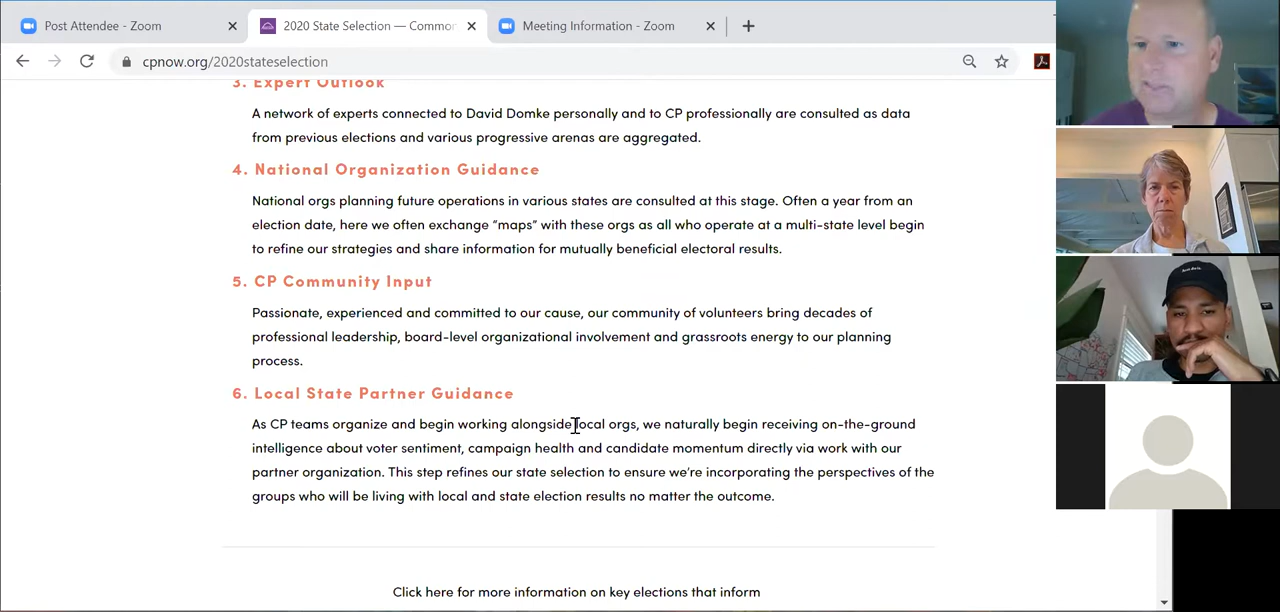 Post Attendee - Zoom
2020 State Selection — Common
Meeting Information - Zoom
cpnow.org/2020stateselection
3. Expert Outlook
A network of experts connected to David Domke personally and to CP professionally are consulted as data
from previous elections and various progressive arenas are aggregated.
4. National Organization Guidance
National orgs planning future operations in various states are consulted at this stage. Often a year from an
election date, here we often exchange “maps” with these orgs as all who operate at a multi-state level begin
to refine our strategies and share information for mutually beneficial electoral results.
5. CP Community Input
Passionate, experienced and committed to our cause, our community of volunteers bring decades of
professional leadership, board-level organizational involvement and grassroots energy to our planning
process.
6. Local State Partner Guidance
As CP teams organize and begin working alongside local orgs, we naturally begin receiving on-the-ground
intelligence about voter sentiment, campaign health and candidate momentum directly via work with our
partner organization. This step refines our state selection to ensure we’re incorporating the perspectives of the
groups who will be living with local and state election results no matter the outcome.
Click here for more information on key elections that inform